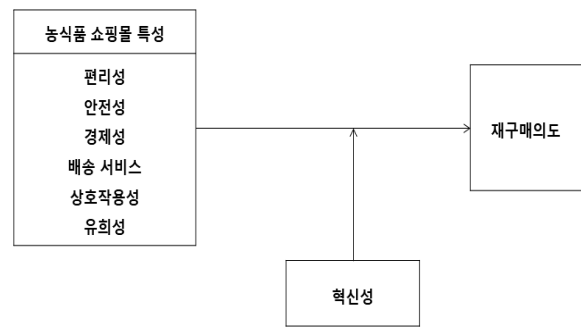 농식품 쇼핑몰 특성
편리성
안전성
경제성
배송 서비스
상호작용성
유희성
재구매의도
혁신성